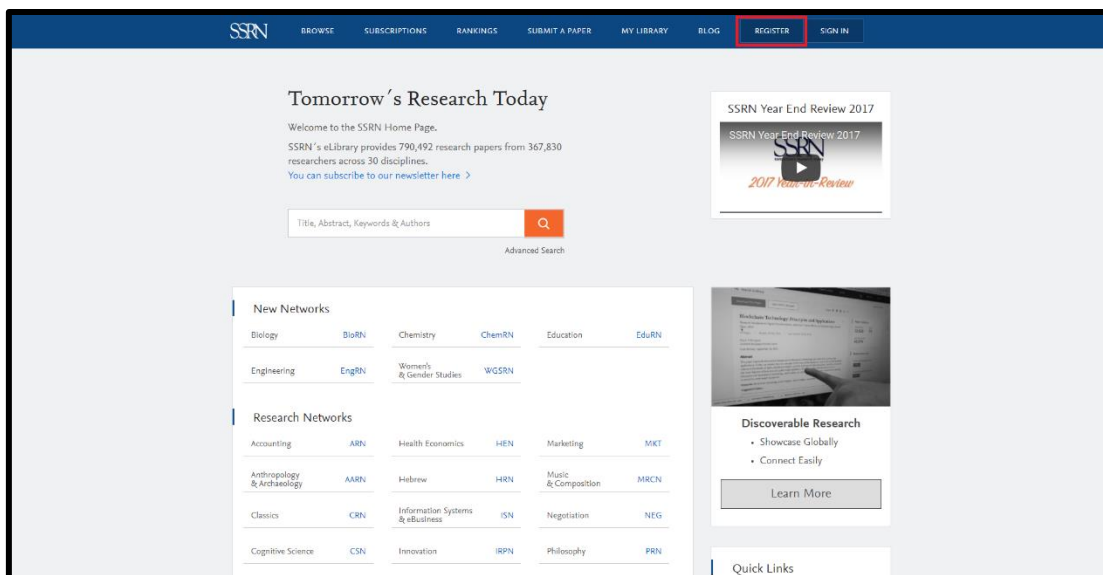 SSRN BROWSE SUBSCRIPTIONS RANKINGS SUBMIT A PAPER MY LIBRARY BLOG REGISTER SIGN IN
Tomorrow´s Research Today
Welcome to the SSRN Home Page.
SSRN´s eLibrary provides 790,492 research papers from 367,830
researchers across 30 disciplines.
You can subscribe to our newsletter here >
Title, Abstract, Keywords & Authors
Advanced Search
SSRN Year End Review 2017
SSRN Year End Review 2017
SSRN
2017 Year-in-Review
New Networks
Biology BioRN Chemistry ChemRN Education EduRN
Engineering EngRN Women's
& Gender Studies WGSRN
Research Networks
Accounting ARN Health Economics HEN Marketing MKT
Anthropology
& Archaeology AARN Hebrew HRN Music
& Composition MRCN
Classics CRN Information Systems
& eBusiness ISN Negotiation NEG
Cognitive Science CSN Innovation IRPN Philosophy PRN
Discoverable Research
• Showcase Globally
• Connect Easily
Learn More
Quick Links